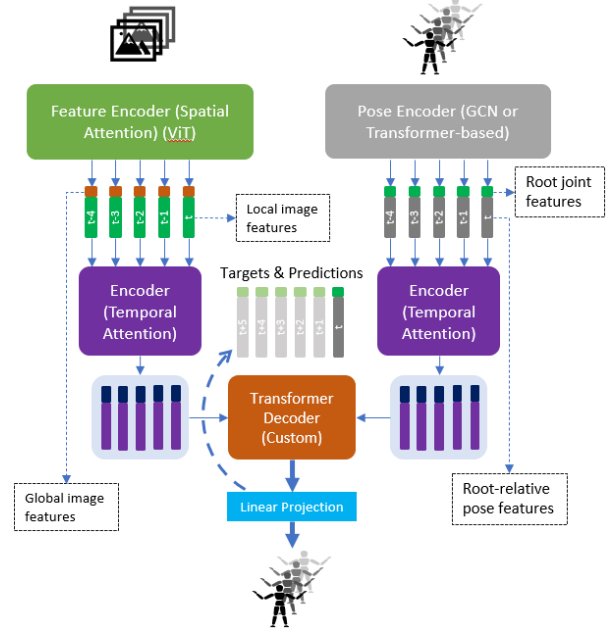 Feature Encoder (Spatial
Attention) (ViT)
Pose Encoder (GCN or
Transformer-based)
t-4
t-3
t-2
t-1
t
Local image
features
t-4
t-3
t-2
t-1
t
Root joint
features
Encoder
(Temporal
Attention)
Targets & Predictions
t+5
t+4
t+3
t+2
t+1
t
Encoder
(Temporal
Attention)
Transformer
Decoder
(Custom)
Global image
features
Linear Projection
Root-relative
pose features